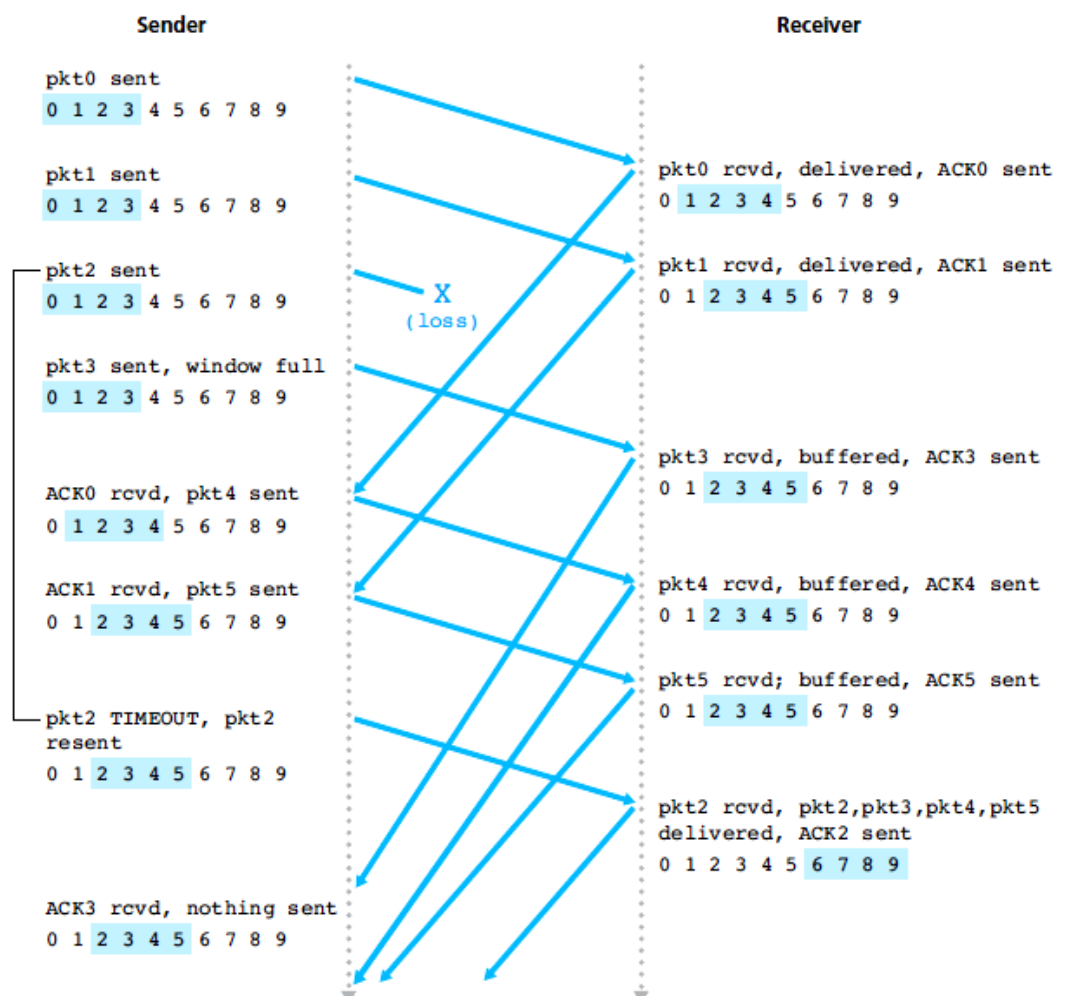 Sender
Receiver
pkt0 sent
0 1 2 3 4 5 6 7 8 9
pkt0 rcvd, delivered, ACK0 sent
0 1 2 3 4 5 6 7 8 9
pkt1 sent
0 1 2 3 4 5 6 7 8 9
pkt1 rcvd, delivered, ACK1 sent
0 1 2 3 4 5 6 7 8 9
pkt2 sent
0 1 2 3 4 5 6 7 8 9
X
(loss)
pkt3 sent, window full
0 1 2 3 4 5 6 7 8 9
pkt3 rcvd, buffered, ACK3 sent
0 1 2 3 4 5 6 7 8 9
ACK0 rcvd, pkt4 sent
0 1 2 3 4 5 6 7 8 9
pkt4 rcvd, buffered, ACK4 sent
0 1 2 3 4 5 6 7 8 9
ACK1 rcvd, pkt5 sent
0 1 2 3 4 5 6 7 8 9
pkt5 rcvd; buffered, ACK5 sent
0 1 2 3 4 5 6 7 8 9
pkt2 TIMEOUT, pkt2
resent
0 1 2 3 4 5 6 7 8 9
pkt2 rcvd, pkt2,pkt3,pkt4,pkt5
delivered, ACK2 sent
0 1 2 3 4 5 6 7 8 9
ACK3 rcvd, nothing sent
0 1 2 3 4 5 6 7 8 9